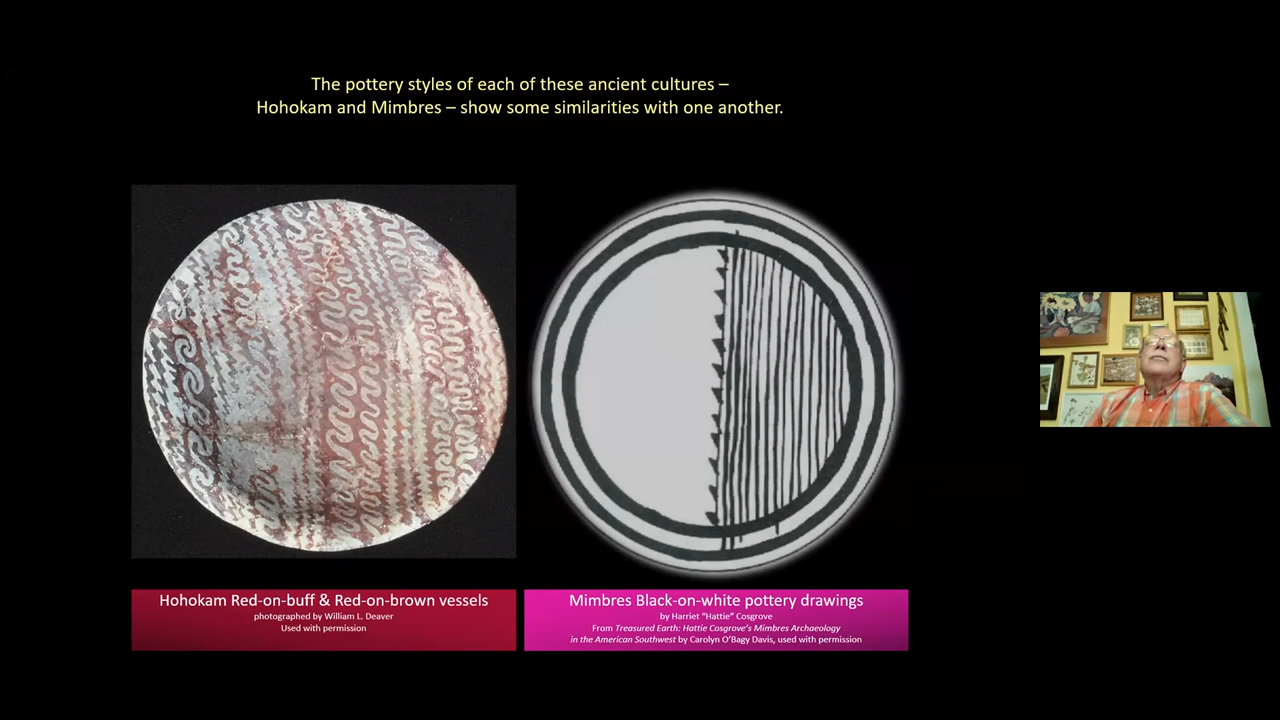 The pottery styles of each of these ancient cultures –
Hohokam and Mimbres – show some similarities with one another.
Hohokam Red-on-buff & Red-on-brown vessels
photographed by William L. Deaver
Used with permission
Mimbres Black-on-white pottery drawings
by Harriet “Hattie” Cosgrove
From Treasured Earth: Hattie Cosgrove's Mimbres Archaeology
in the American Southwest by Carolyn O’Bagy Davis, used with permission